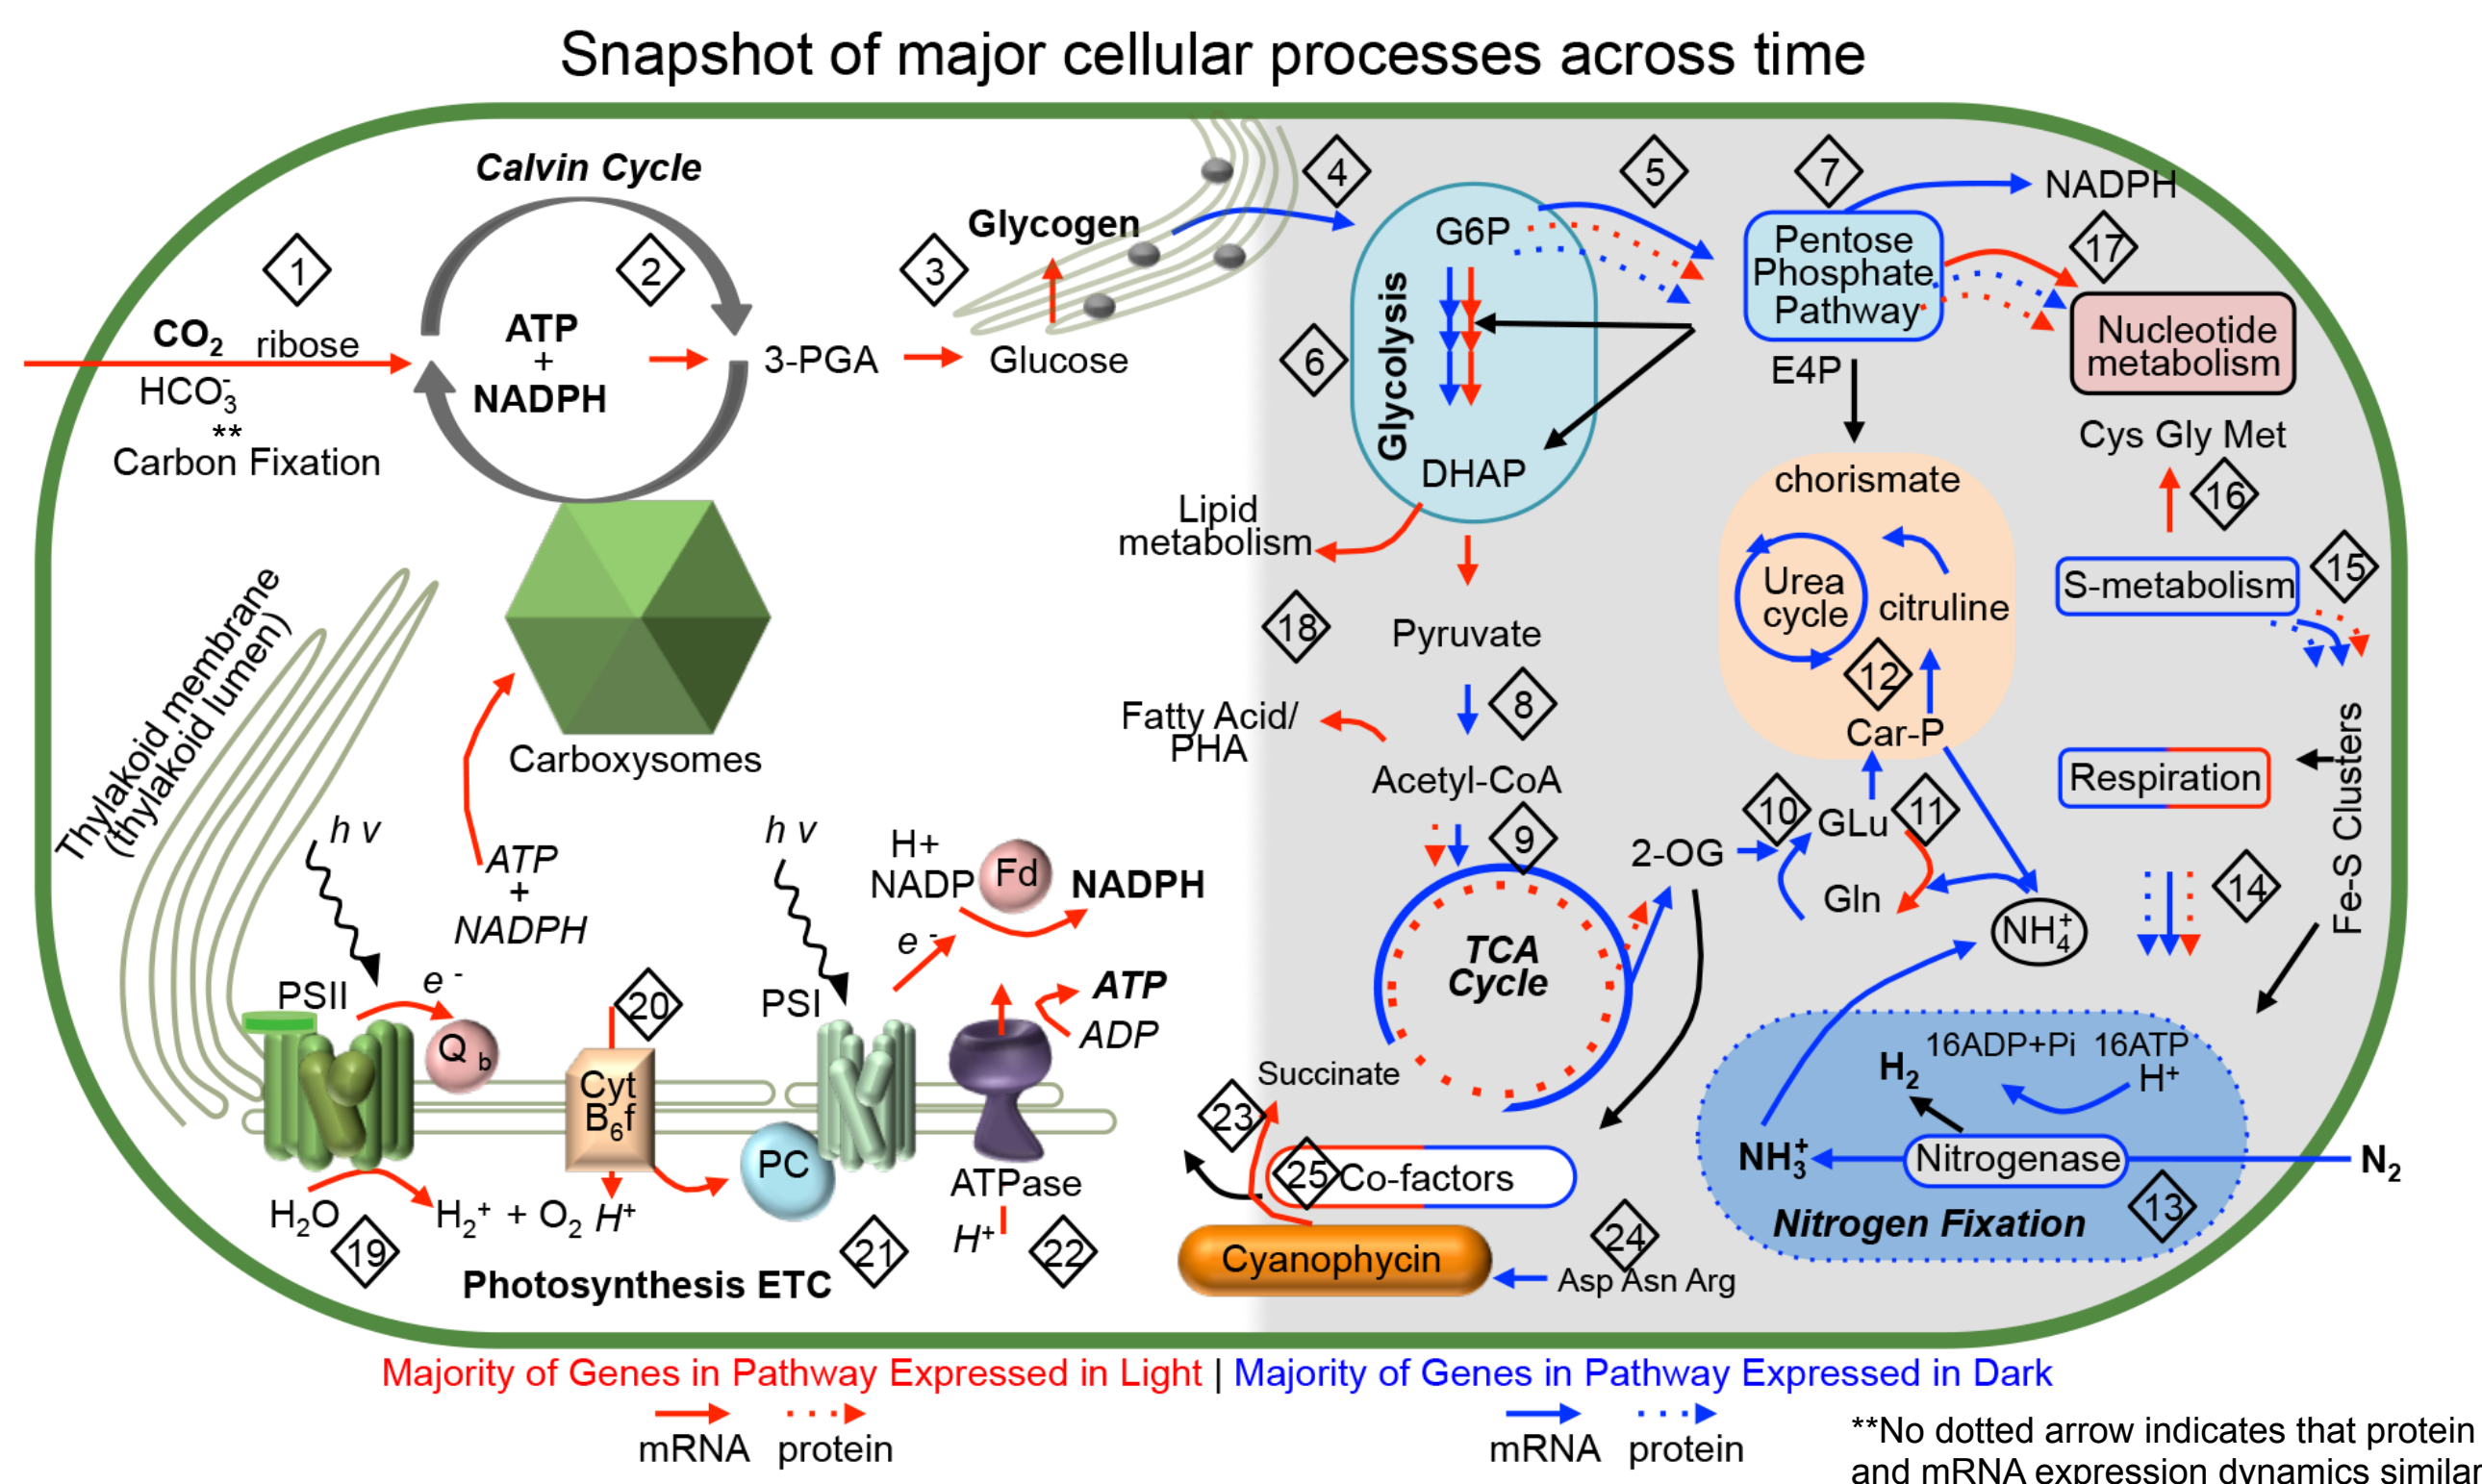 Snapshot of major cellular processes across time
Calvin Cycle
1
2
3
CO2 ribose
HCO3-
**
Carbon Fixation
ATP
+
NADPH
3-PGA
Glucose
Glycogen
4
5
7
NADPH
17
G6P
Glycolysis
6
DHAP
Pentose
Phosphate
Pathway
Nucleotide
metabolism
E4P
Cys Gly Met
16
chorismate
Urea
cycle
citruline
12
Car-P
S-metabolism
15
Lipid
metabolism
18
Pyruvate
8
Fatty Acid/
PHA
Acetyl-CoA
9
Respiration
Fe-S Clusters
14
Thylakoid membrane
(thylakoid lumen)
Carboxysomes
ATP
+
NADPH
h v
h v
H+
NADP
Fd
NADPH
e -
e -
PSII
Qb
20
Cyt
B6f
PSI
PC
ATP
ADP
ATPase
H+
22
H2O
19
H2+ + O2 H+
21
Photosynthesis ETC
TCA
Cycle
2-OG
10
GLu
11
Gln
NH4+
Succinate
23
25
Co-factors
Cyanophycin
24
Asp Asn Arg
16ADP+Pi 16ATP
H2
H+
NH3+
Nitrogenase
N2
Nitrogen Fixation
13
Majority of Genes in Pathway Expressed in Light | Majority of Genes in Pathway Expressed in Dark
mRNA protein
mRNA protein
**No dotted arrow indicates that protein
and mRNA expression dynamics similar